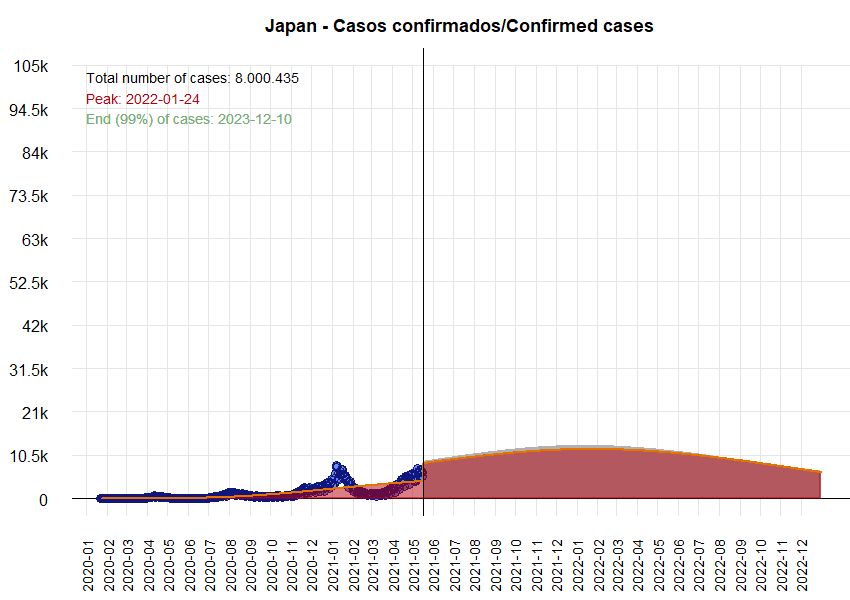 Japan - Casos confirmados/Confirmed cases
105k
94.5k
84k
73.5k
63k
52.5k
42k
31.5k
21k
10.5k
0
Total number of cases: 8.000.435
Peak: 2022-01-24
End (99%) of cases: 2023-12-10
2020-01
2020-02
2020-03
2020-04
2020-05
2020-06
2020-07
2020-08
2020-09
2020-10
2020-11
2020-12
2021-01
2021-02
2021-03
2021-04
2021-05
2021-06
2021-07
2021-08
2021-09
2021-10
2021-11
2021-12
2022-01
2022-02
2022-03
2022-04
2022-05
2022-06
2022-07
2022-08
2022-09
2022-10
2022-11
2022-12